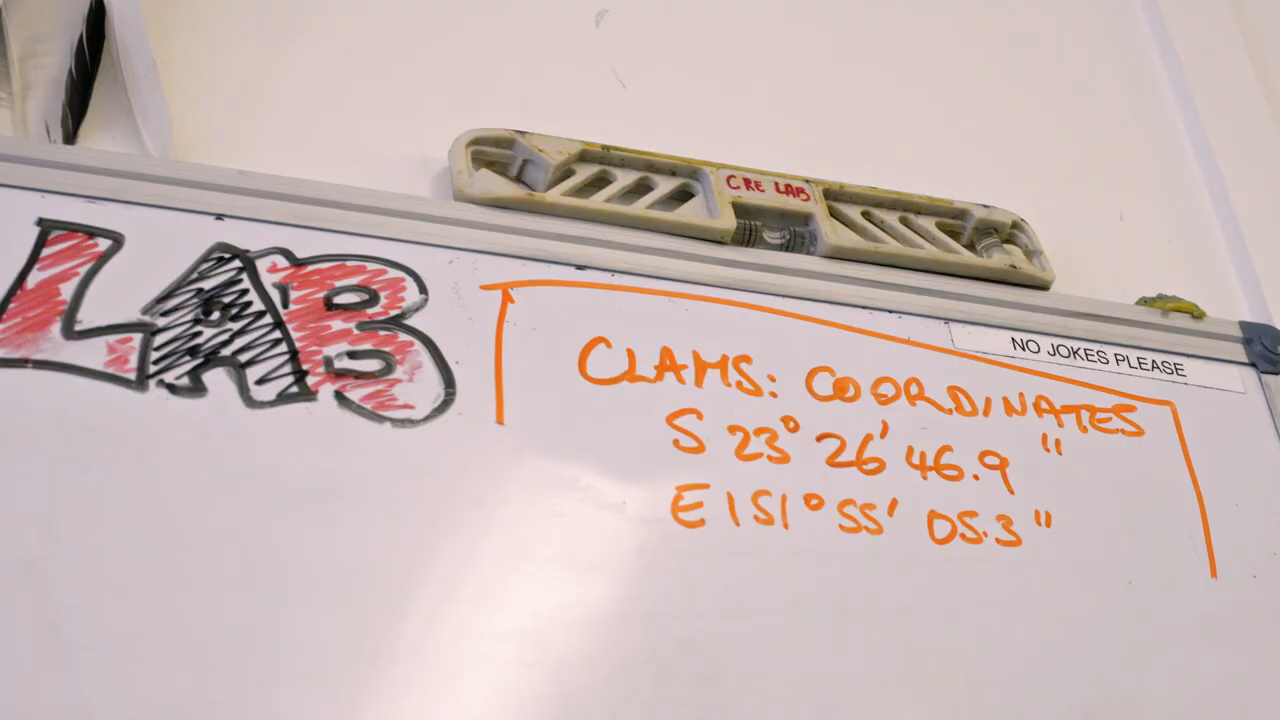 CRE LAB
LAB
NO JOKES PLEASE
CLAMS: COORDINATES
S 23° 26' 46.9"
E 151° 55' 05.3"